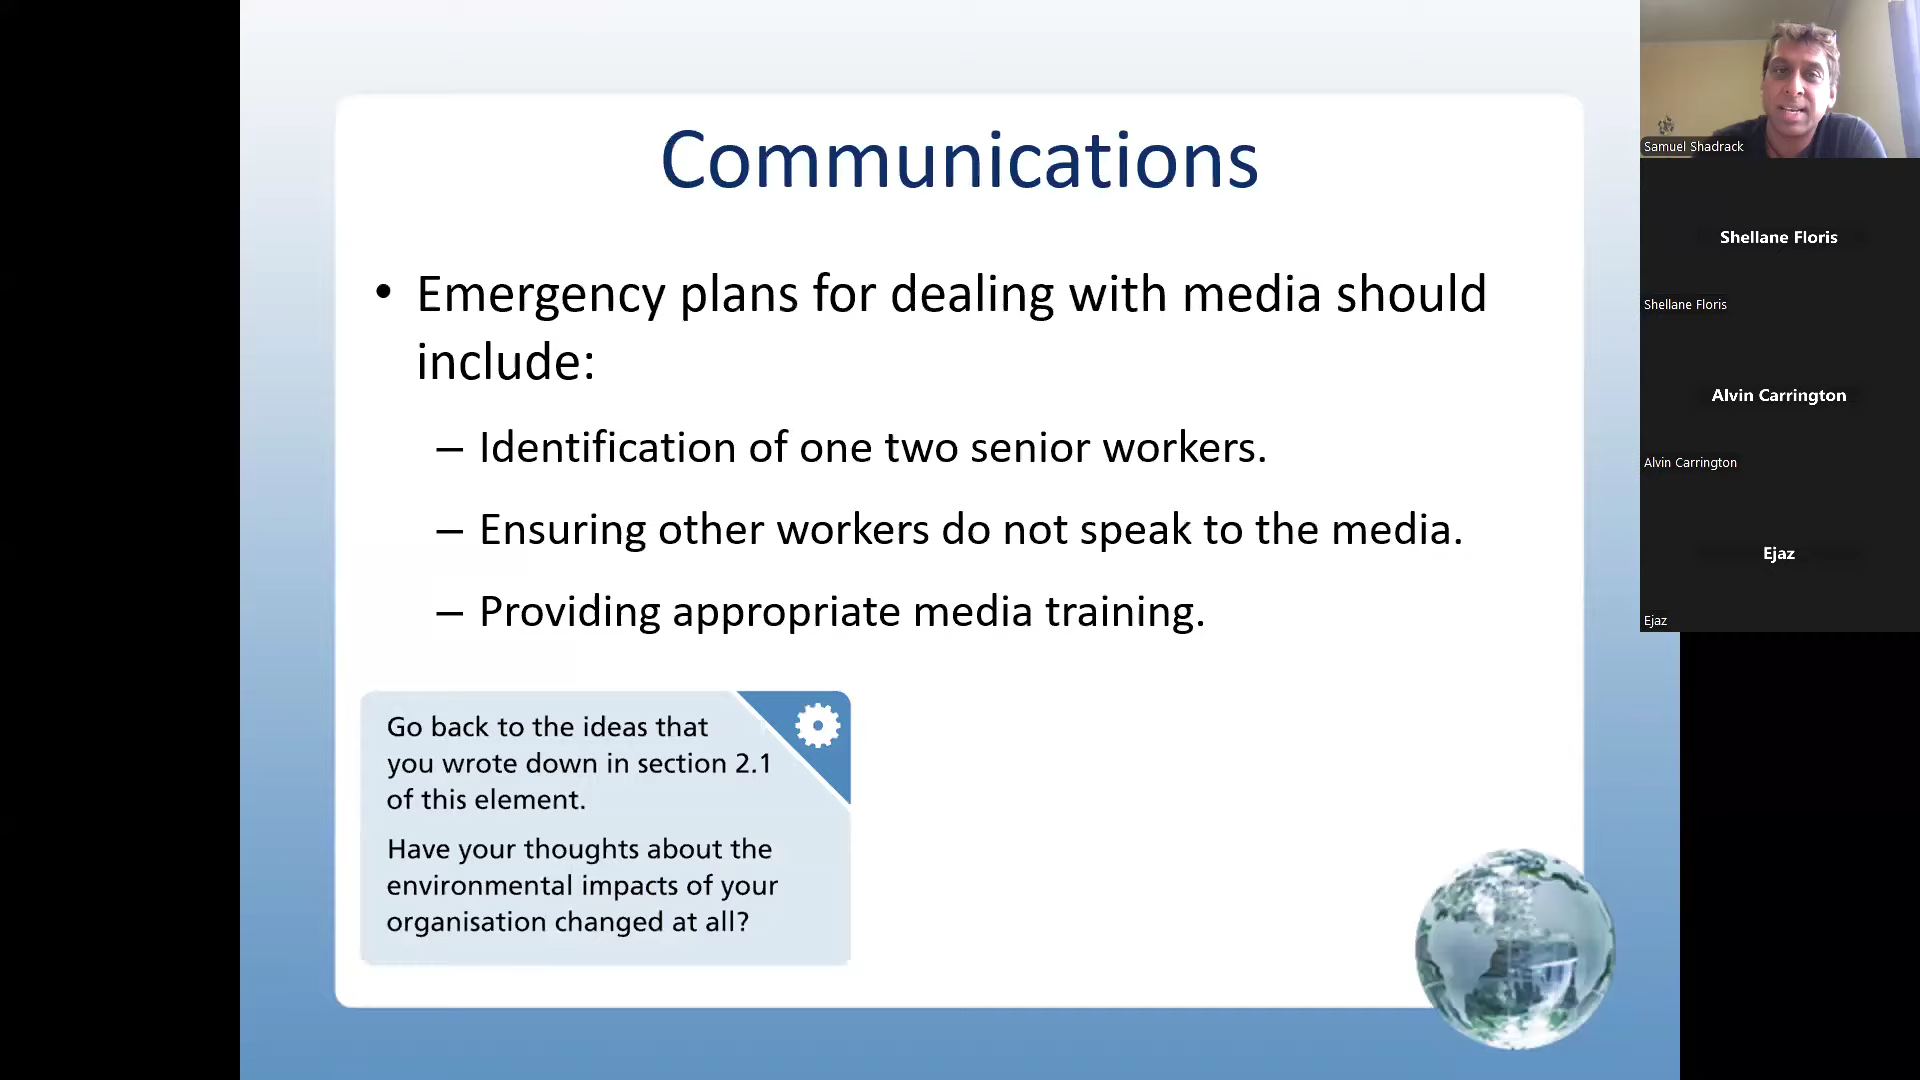 Communications
• Emergency plans for dealing with media should
include:
– Identification of one two senior workers.
– Ensuring other workers do not speak to the media.
– Providing appropriate media training.
Go back to the ideas that
you wrote down in section 2.1
of this element.
Have your thoughts about the
environmental impacts of your
organisation changed at all?
Samuel Shadrack
Shellane Floris
Shellane Floris
Alvin Carrington
Alvin Carrington
Ejaz
Ejaz